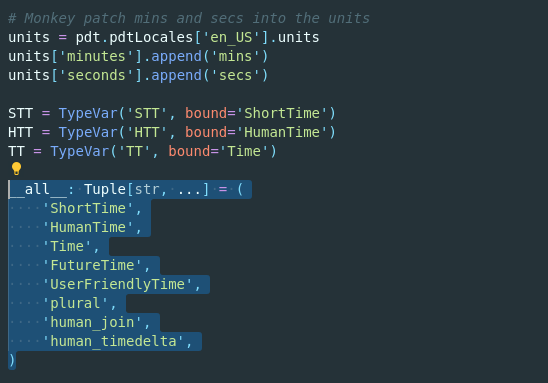 # Monkey patch mins and secs into the units
units = pdt.pdtLocales['en_US'].units
units['minutes'].append('mins')
units['seconds'].append('secs')
STT = TypeVar('STT', bound='ShortTime')
HTT = TypeVar('HTT', bound='HumanTime')
TT = TypeVar('TT', bound='Time')
__all__: Tuple[str, ...] = (
    'ShortTime',
    'HumanTime',
    'Time',
    'FutureTime',
    'UserFriendlyTime',
    'plural',
    'human_join',
    'human_timedelta',
)